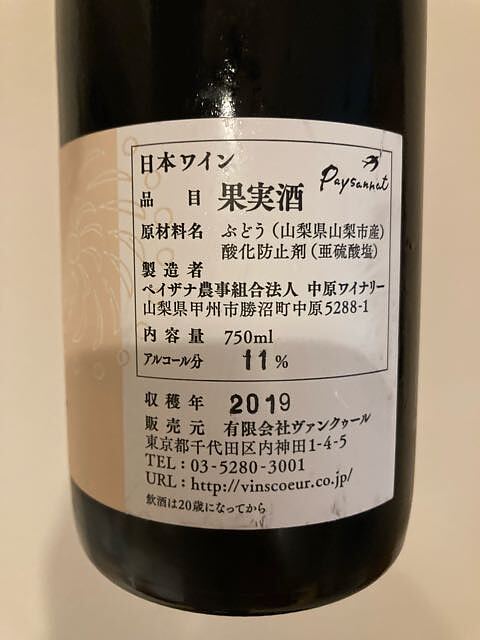 日本ワイン
Paysannat
品目 果実酒
原材料名 ぶどう(山梨県山梨市産)
酸化防止剤(亜硫酸塩)
製造者
ペイザナ農事組合法人 中原ワイナリー
山梨県甲州市勝沼町中原5288-1
内容量 750ml
アルコール分 11%
収穫年 2019
販売元 有限会社ヴァンクゥール
東京都千代田区内神田1-4-5
TEL:03-5280-3001
URL:http://vinscoeur.co.jp/
飲酒は20歳になってから